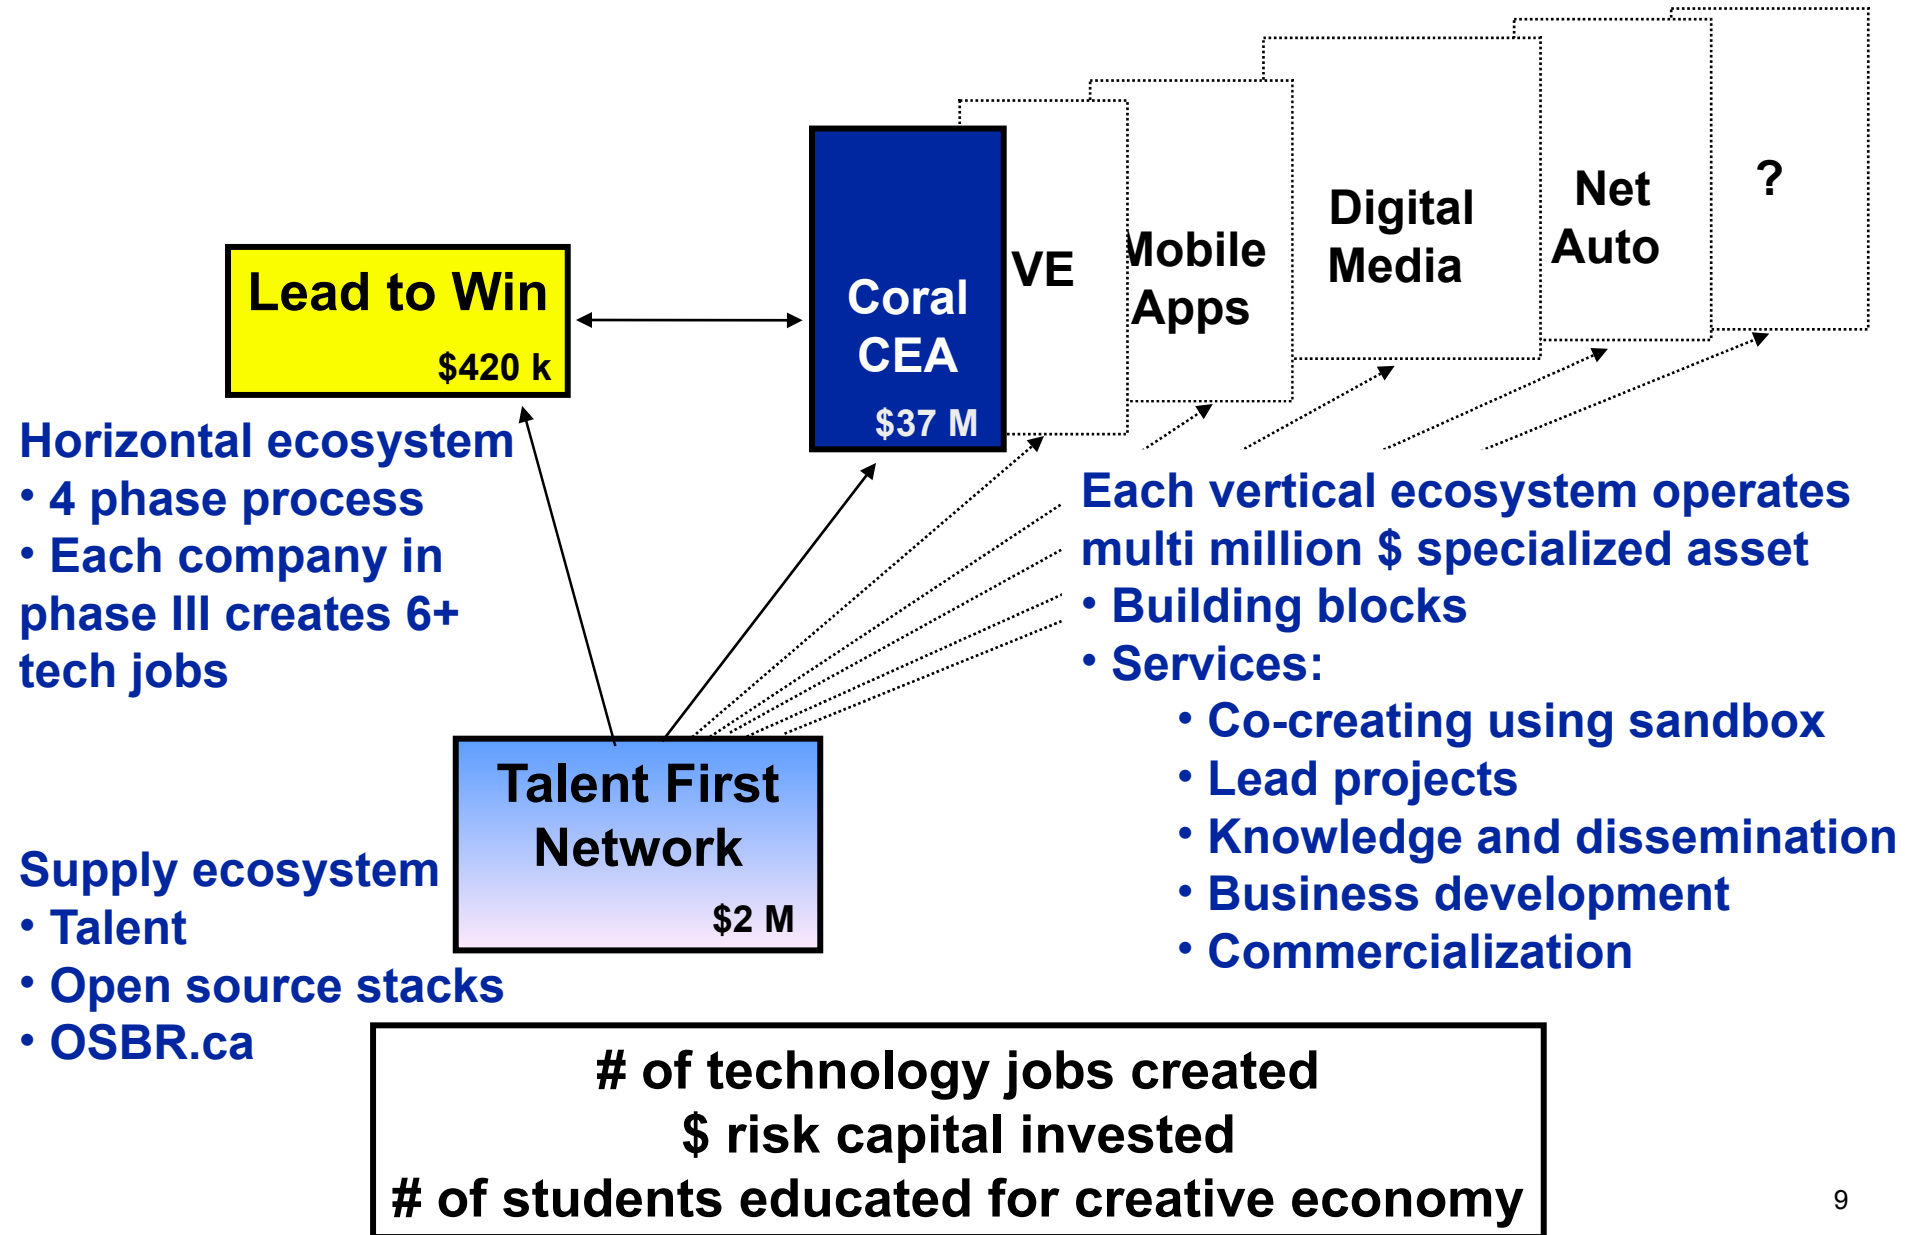 Lead to Win
$420 k
Coral
CEA
$37 M
VE
Mobile
Apps
Digital
Media
Net
Auto
?
Horizontal ecosystem
• 4 phase process
• Each company in
phase III creates 6+
tech jobs
Each vertical ecosystem operates
multi million $ specialized asset
• Building blocks
• Services:
• Co-creating using sandbox
• Lead projects
• Knowledge and dissemination
• Business development
• Commercialization
Talent First
Network
$2 M
Supply ecosystem
• Talent
• Open source stacks
• OSBR.ca
# of technology jobs created
$ risk capital invested
# of students educated for creative economy
9